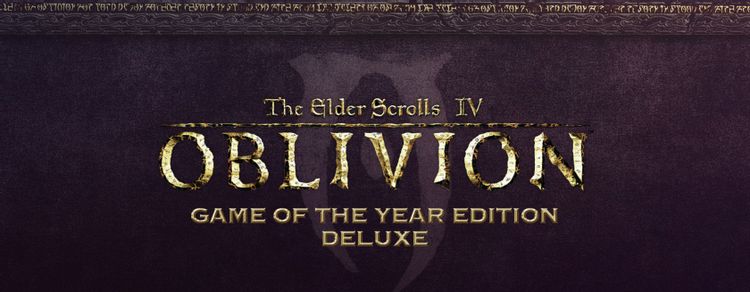 The Elder Scrolls IV
OBLIVION
GAME OF THE YEAR EDITION
DELUXE